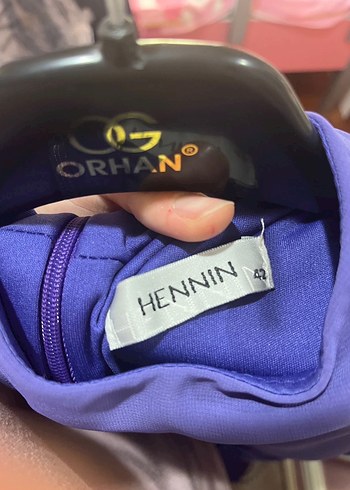 OG
ORHAN®
HENNIN
42